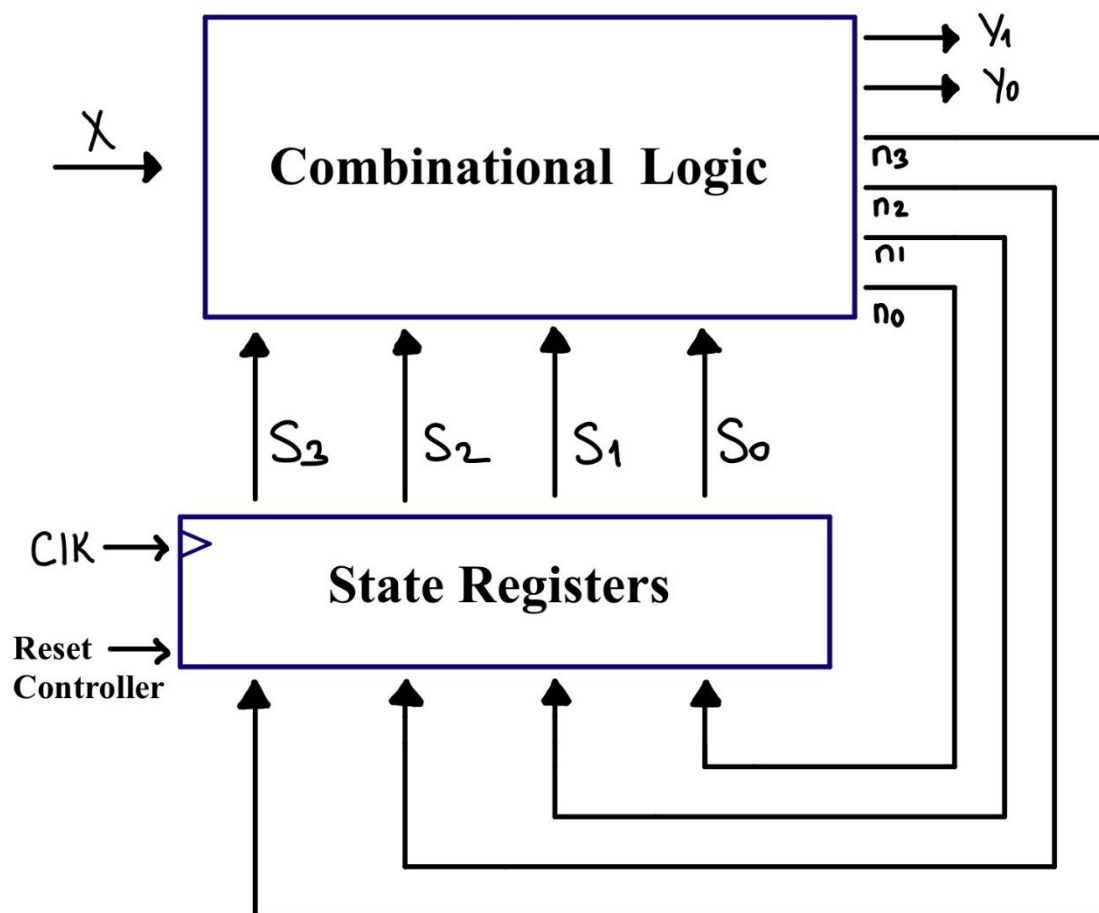 Y1
Y0
X
Combinational Logic
n3
n2
n1
n0
S3
S2
S1
S0
ClK
State Registers
Reset
Controller